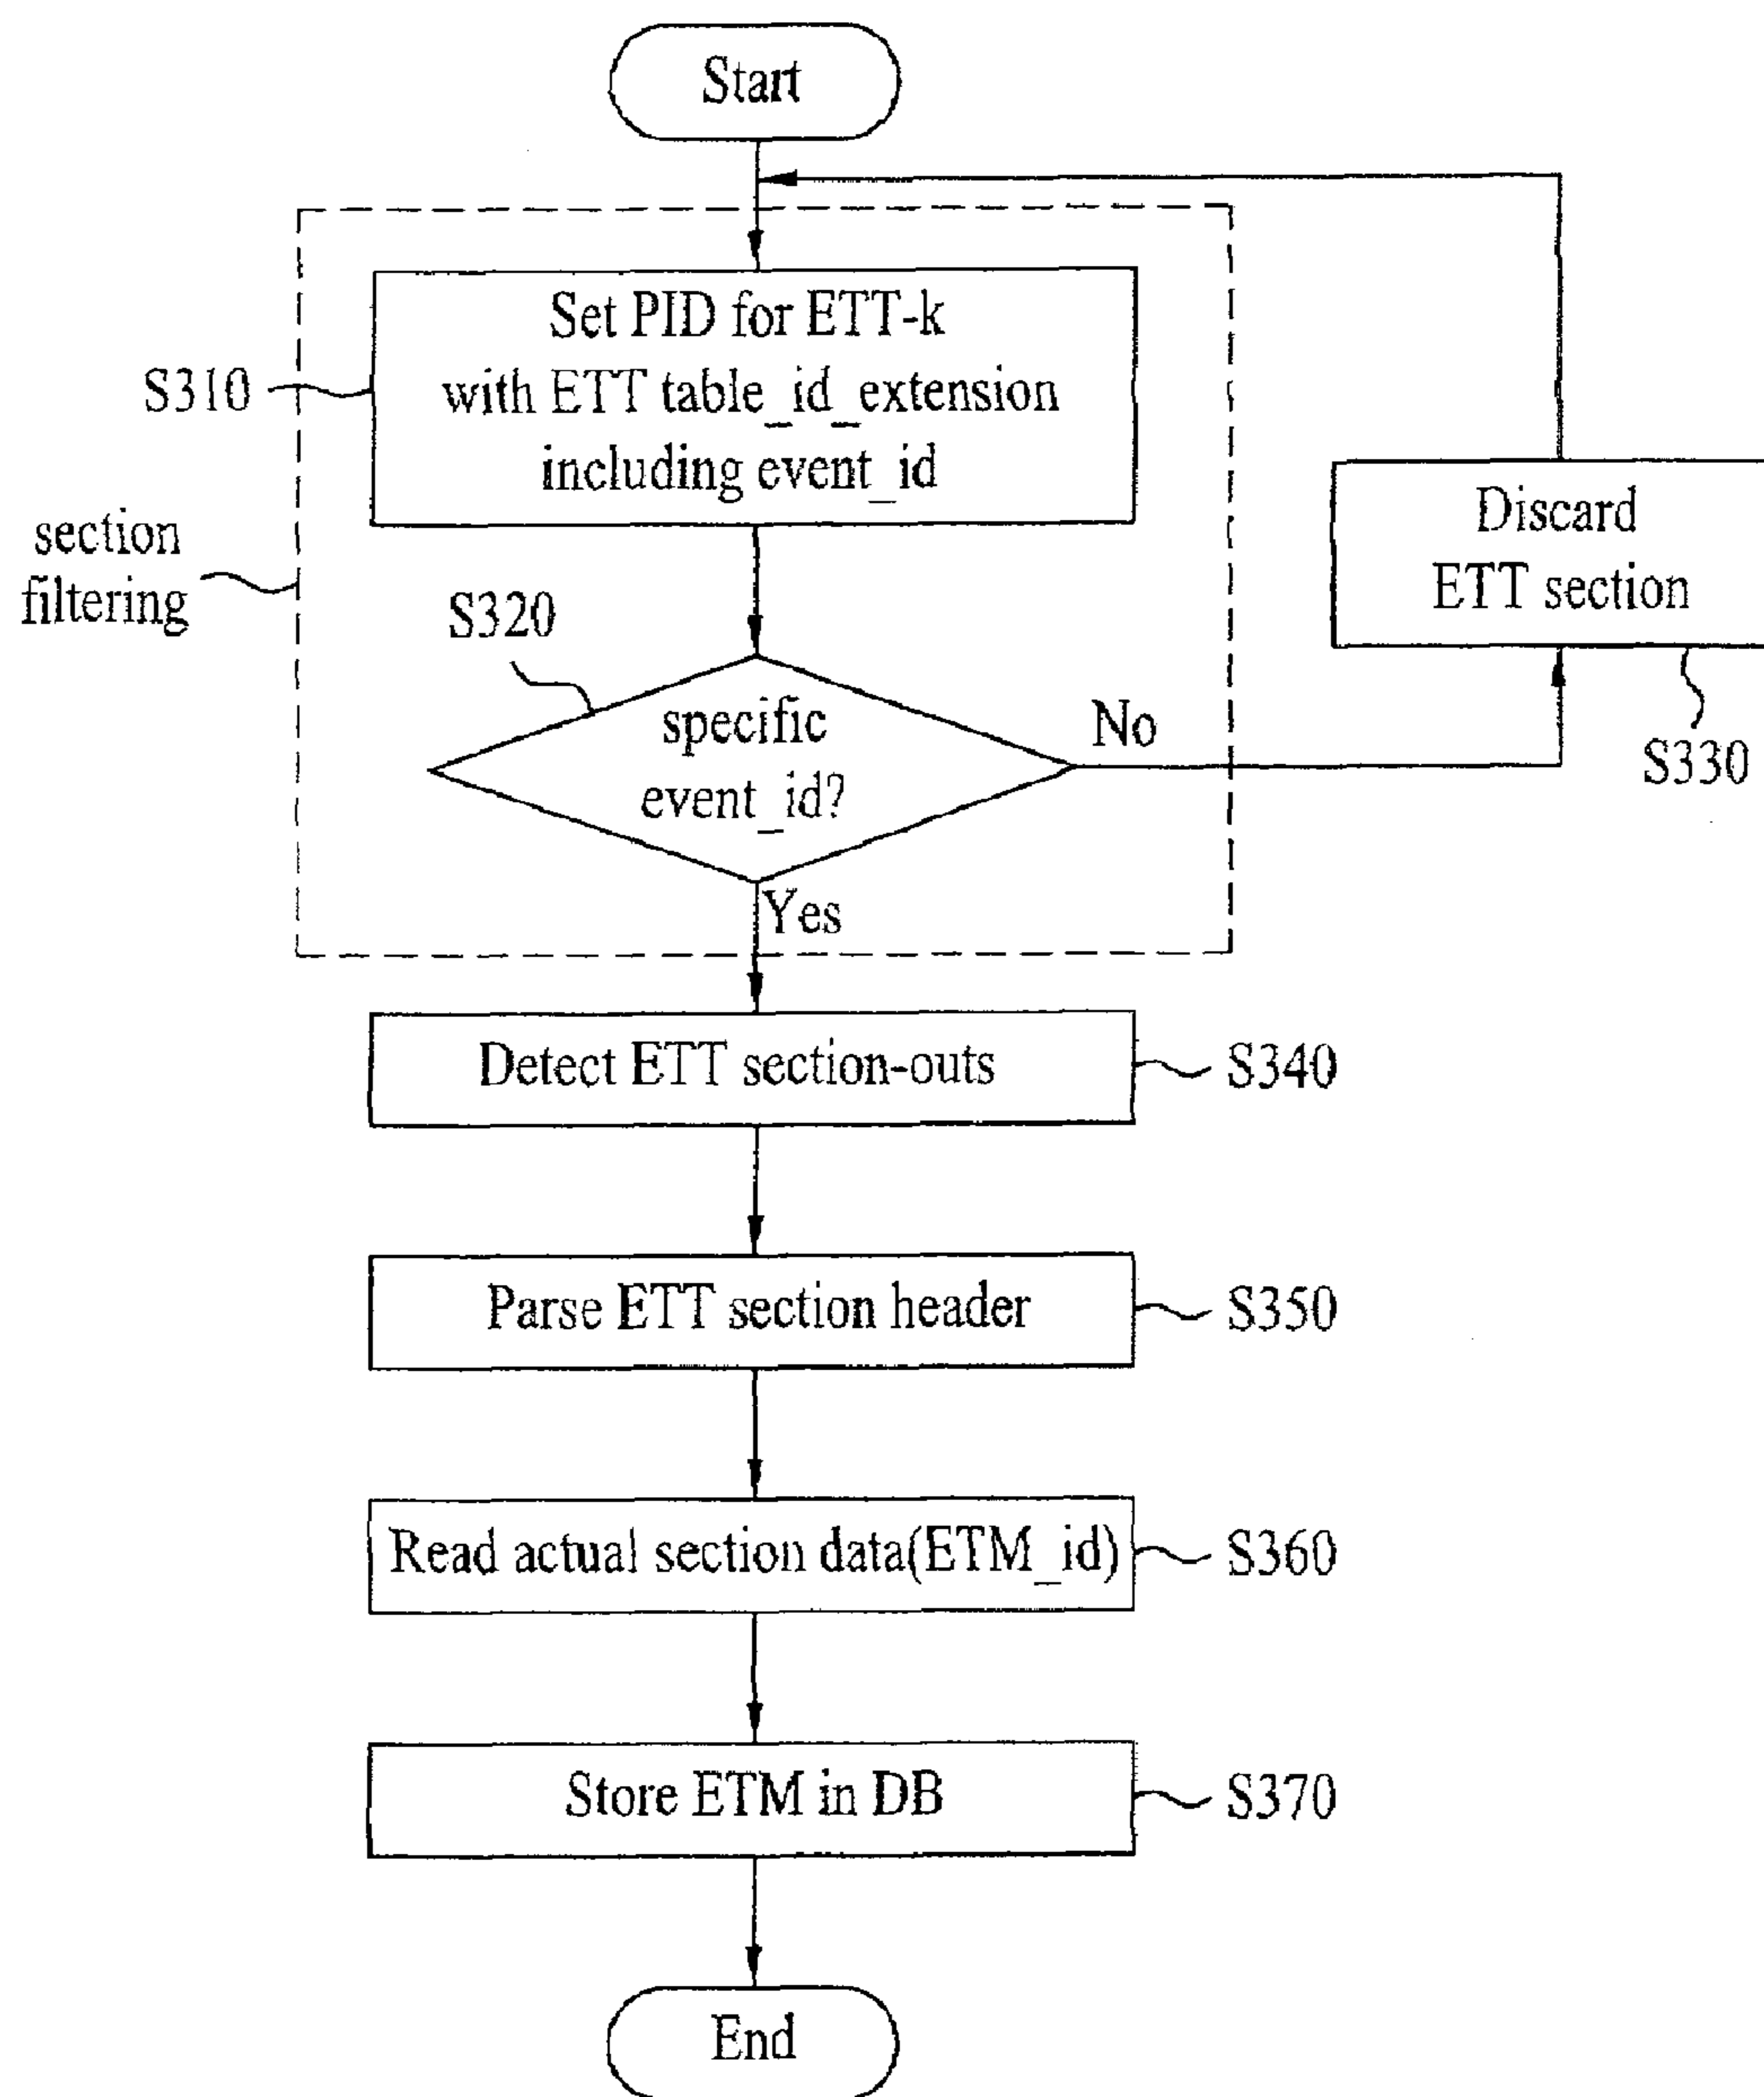 Start
Set PID for ETT-k
with ETT table_id_extension
including event_id
S310
section
filtering
Discard
ETT section
S320
specific
event_id?
No
S330
Yes
Detect ETT section-outs
S340
Parse ETT section header
S350
Read actual section data(ETM_id)
S360
Store ETM in DB
S370
End